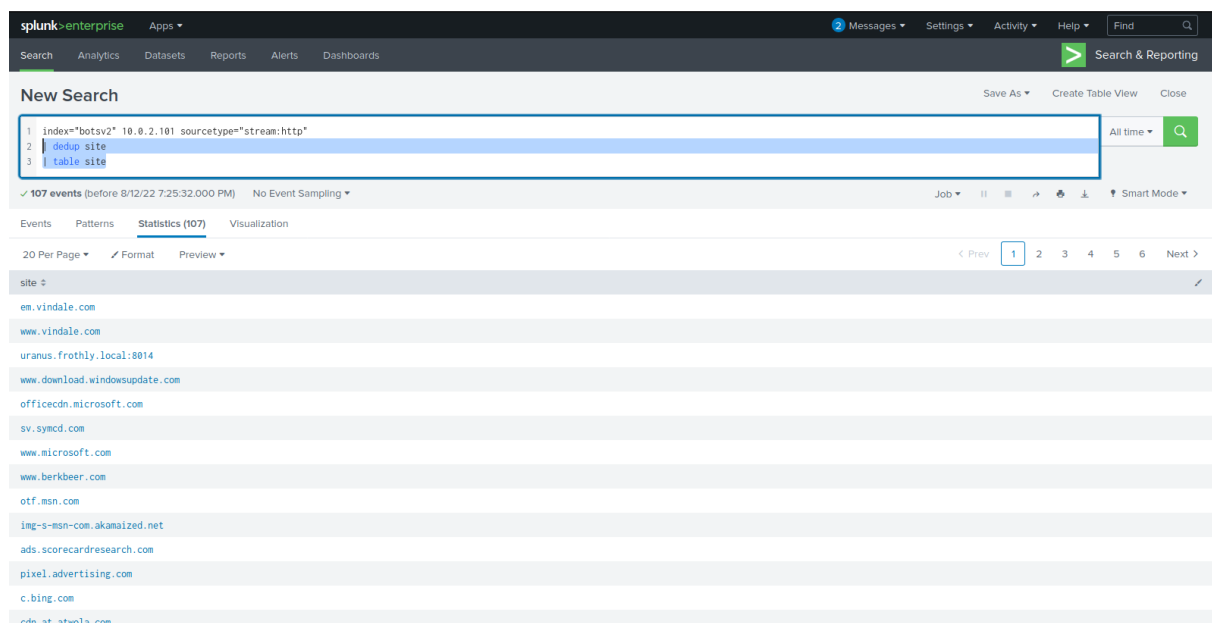 splunk>enterprise Apps 2 Messages Settings Activity Help Find
Search Analytics Datasets Reports Alerts Dashboards Search & Reporting
New Search Save As Create Table View Close
1 index="botsv2" 10.0.2.101 sourcetype="stream:http" All time
2 | dedup site
3 | table site
✓ 107 events (before 8/12/22 7:25:32.000 PM) No Event Sampling Job Smart Mode
Events Patterns Statistics (107) Visualization
20 Per Page Format Preview < Prev 1 2 3 4 5 6 Next >
site
em.vindale.com
www.vindale.com
uranus.frothly.local:8014
www.download.windowsupdate.com
officecdn.microsoft.com
sv.symcd.com
www.microsoft.com
www.berkbeer.com
otf.msn.com
img-s-msn-com.akamaized.net
ads.scorecardresearch.com
pixel.advertising.com
c.bing.com
cdn.at.atwola.com